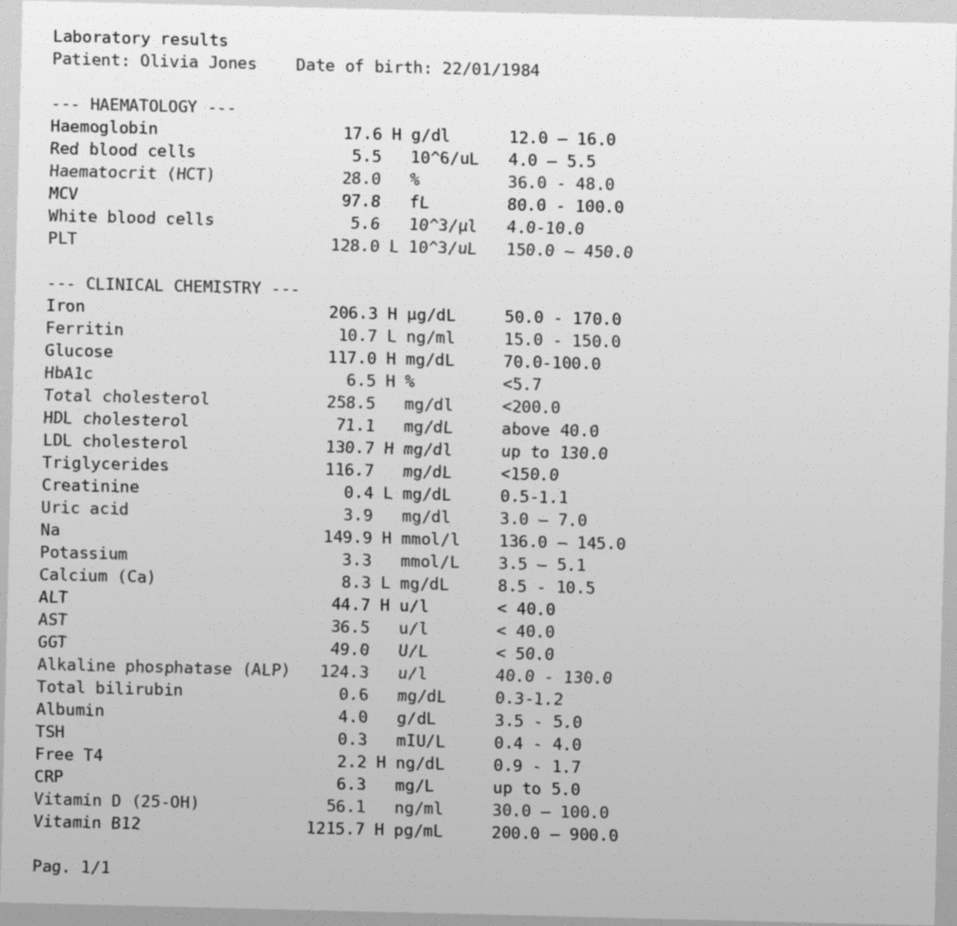 Laboratory results
Patient: Olivia Jones    Date of birth: 22/01/1984

--- HAEMATOLOGY ---
Haemoglobin 17.6 H g/dl 12.0 – 16.0
Red blood cells 5.5 10^6/uL 4.0 – 5.5
Haematocrit (HCT) 28.0 % 36.0 - 48.0
MCV 97.8 fL 80.0 - 100.0
White blood cells 5.6 10^3/µl 4.0-10.0
PLT 128.0 L 10^3/uL 150.0 – 450.0

--- CLINICAL CHEMISTRY ---
Iron 206.3 H µg/dL 50.0 - 170.0
Ferritin 10.7 L ng/ml 15.0 - 150.0
Glucose 117.0 H mg/dL 70.0-100.0
HbA1c 6.5 H % <5.7
Total cholesterol 258.5 mg/dl <200.0
HDL cholesterol 71.1 mg/dL above 40.0
LDL cholesterol 130.7 H mg/dl up to 130.0
Triglycerides 116.7 mg/dL <150.0
Creatinine 0.4 L mg/dL 0.5-1.1
Uric acid 3.9 mg/dl 3.0 – 7.0
Na 149.9 H mmol/l 136.0 – 145.0
Potassium 3.3 mmol/L 3.5 – 5.1
Calcium (Ca) 8.3 L mg/dL 8.5 - 10.5
ALT 44.7 H u/l < 40.0
AST 36.5 u/l < 40.0
GGT 49.0 U/L < 50.0
Alkaline phosphatase (ALP) 124.3 u/l 40.0 - 130.0
Total bilirubin 0.6 mg/dL 0.3-1.2
Albumin 4.0 g/dL 3.5 - 5.0
TSH 0.3 mIU/L 0.4 - 4.0
Free T4 2.2 H ng/dL 0.9 - 1.7
CRP 6.3 mg/L up to 5.0
Vitamin D (25-OH) 56.1 ng/ml 30.0 – 100.0
Vitamin B12 1215.7 H pg/mL 200.0 – 900.0

Pag. 1/1